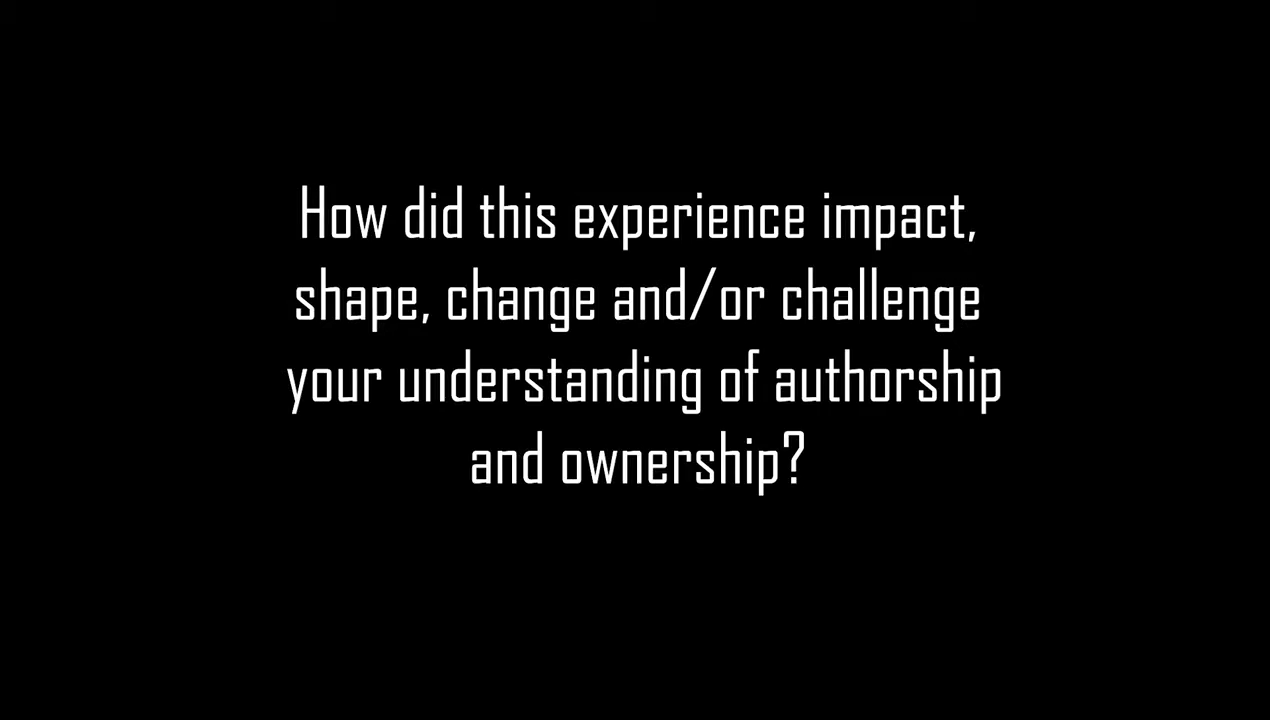 How did this experience impact,
shape, change and/or challenge
your understanding of authorship
and ownership?